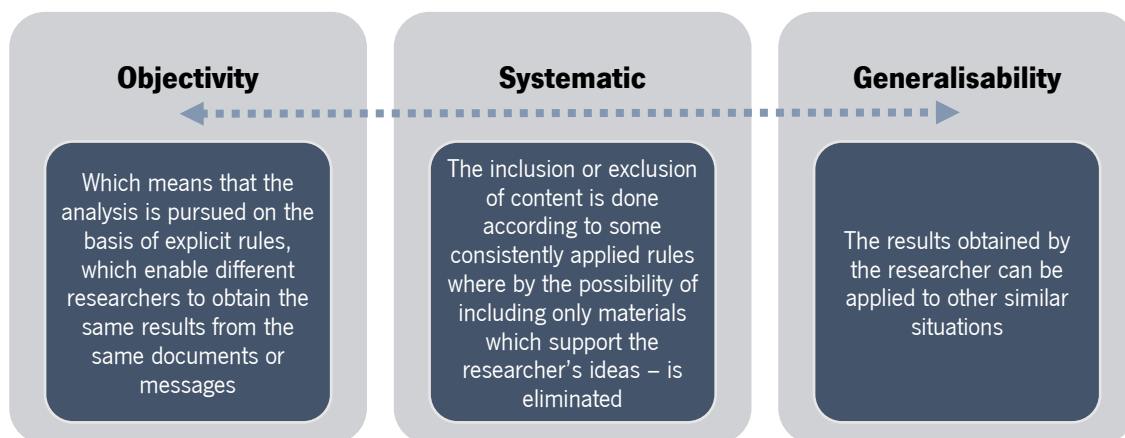 Objectivity
Which means that the
analysis is pursued on the
basis of explicit rules,
which enable different
researchers to obtain the
same results from the
same documents or
messages
Systematic
The inclusion or exclusion
of content is done
according to some
consistently applied rules
where by the possibility of
including only materials
which support the
researcher's ideas – is
eliminated
Generalisability
The results obtained by
the researcher can be
applied to other similar
situations